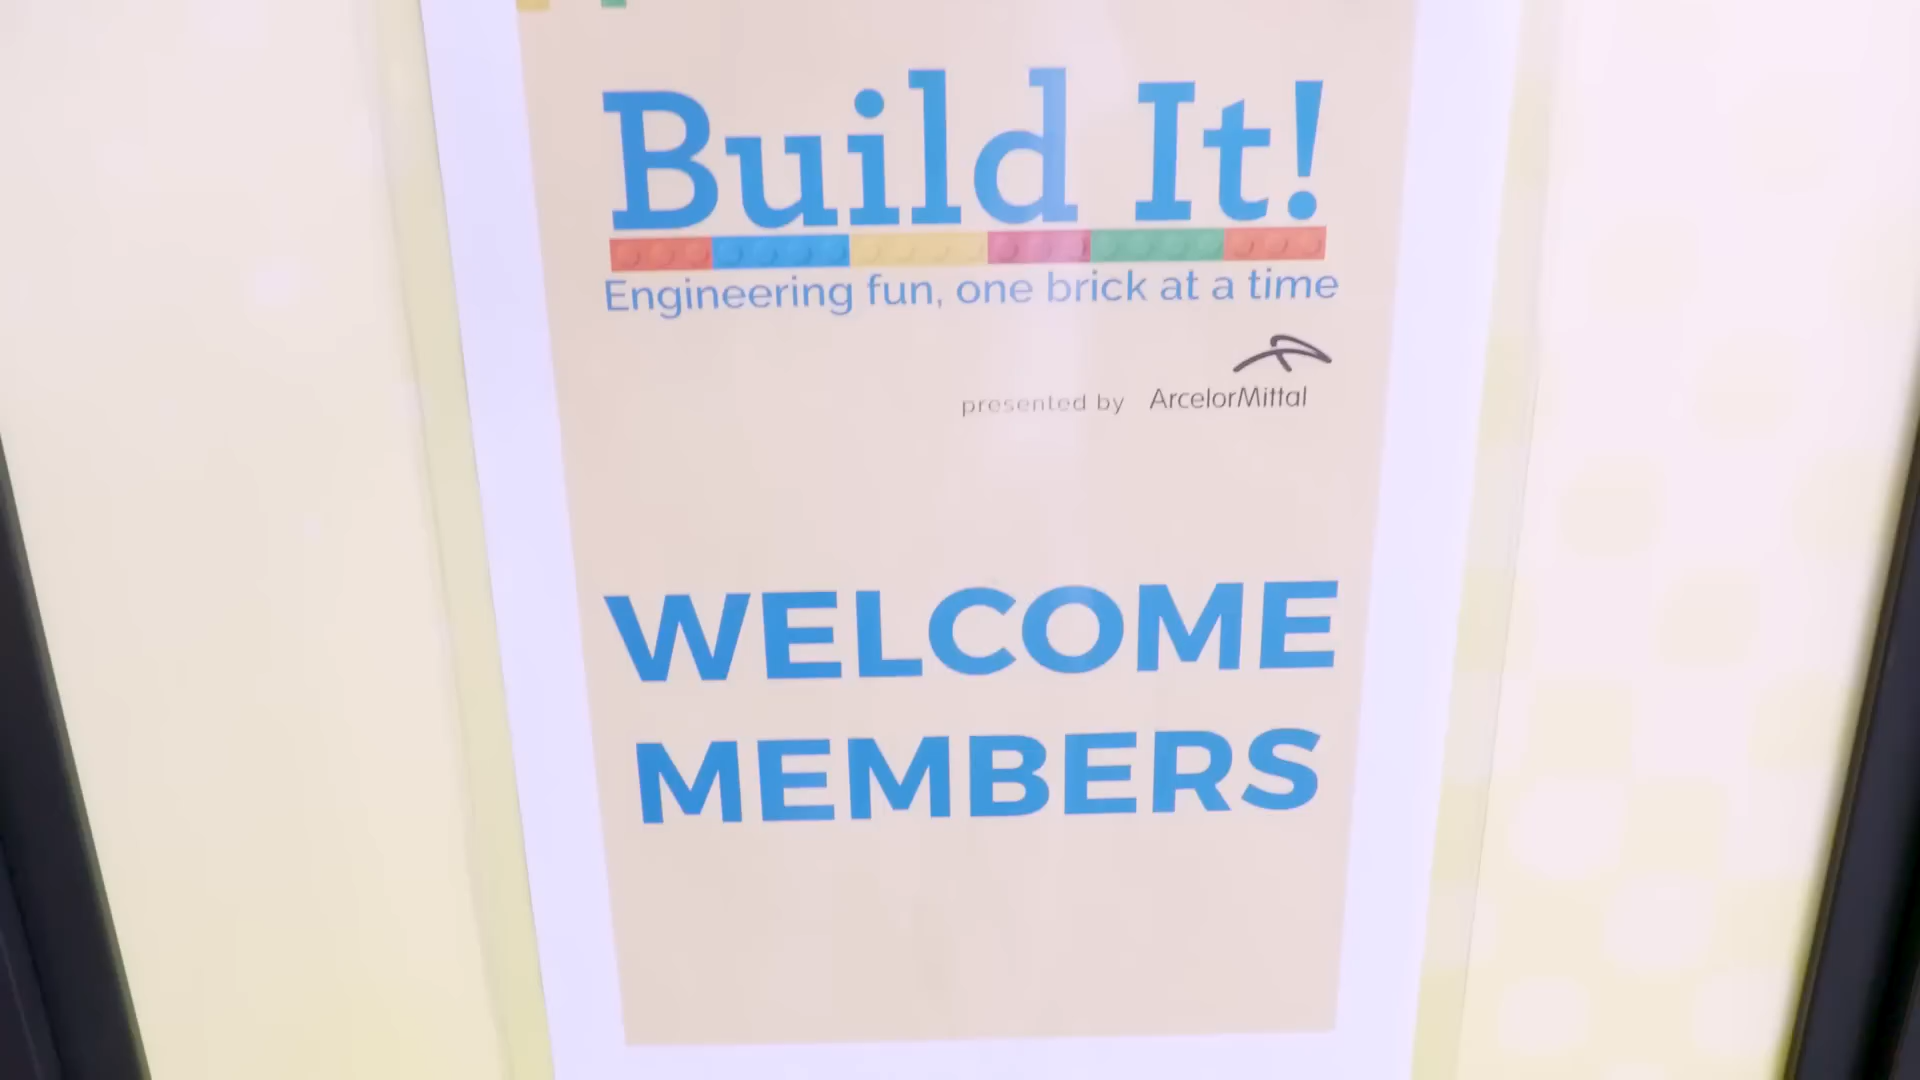 Build It!
Engineering fun, one brick at a time
presented by ArcelorMittal
WELCOME
MEMBERS